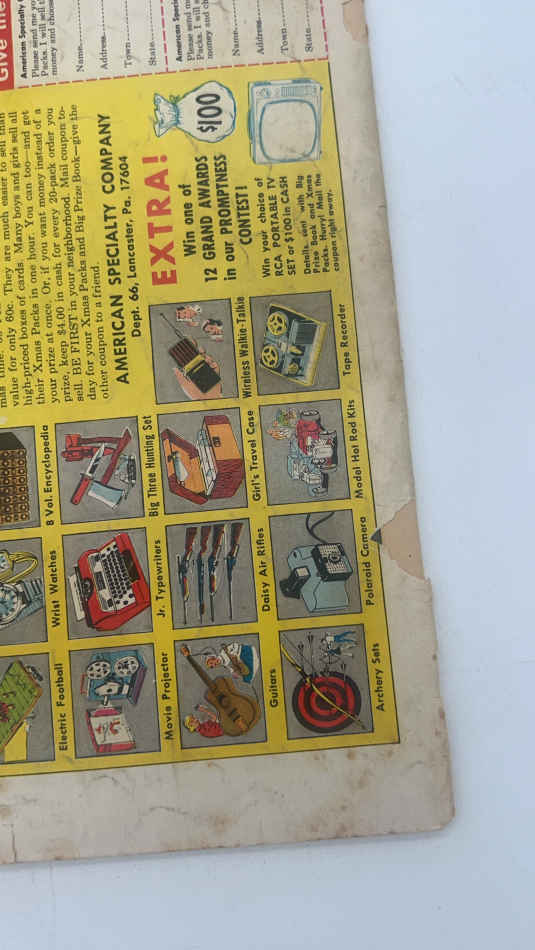 Give me
American Specialty
Please send me yo
Packs. I will sell t
money and choose
Name
Address
Town
State
American Speci
Please send m
Packs. I will s
money and ch
Name
Address
Town
State
mas time.
value for only 60c. They are much easier to sell than
high-priced boxes of cards. Many boys and girls sell all
their Xmas Packs in one hour. You can too—and get
your prize at once. Or, if you want money instead of a
prize, keep $4.00 in cash for every 20-pack order you
sell. BE FIRST in your neighborhood. Mail coupon to-
day for your Xmas Packs and Big Prize Book—give the
other coupon to a friend.
AMERICAN SPECIALTY COMPANY
Dept. 66, Lancaster, Pa. 17604
EXTRA!
$100
Win one of
12 GRAND AWARDS
in our PROMPTNESS
CONTEST!
Win your choice of
RCA PORTABLE TV
SET or $100 in CASH
Details sent with Big
Prize Book and Xmas
Packs. Hurry! Mail the
coupon right away.
Electric Football
Wrist Watches
8 Vol. Encyclopedia
Movie Projector
Jr. Typewriters
Big Three Hunting Set
Wireless Walkie-Talkie
Guitars
Daisy Air Rifles
Girl's Travel Case
Tape Recorder
Archery Sets
Polaroid Camera
Model Hot Rod Kits